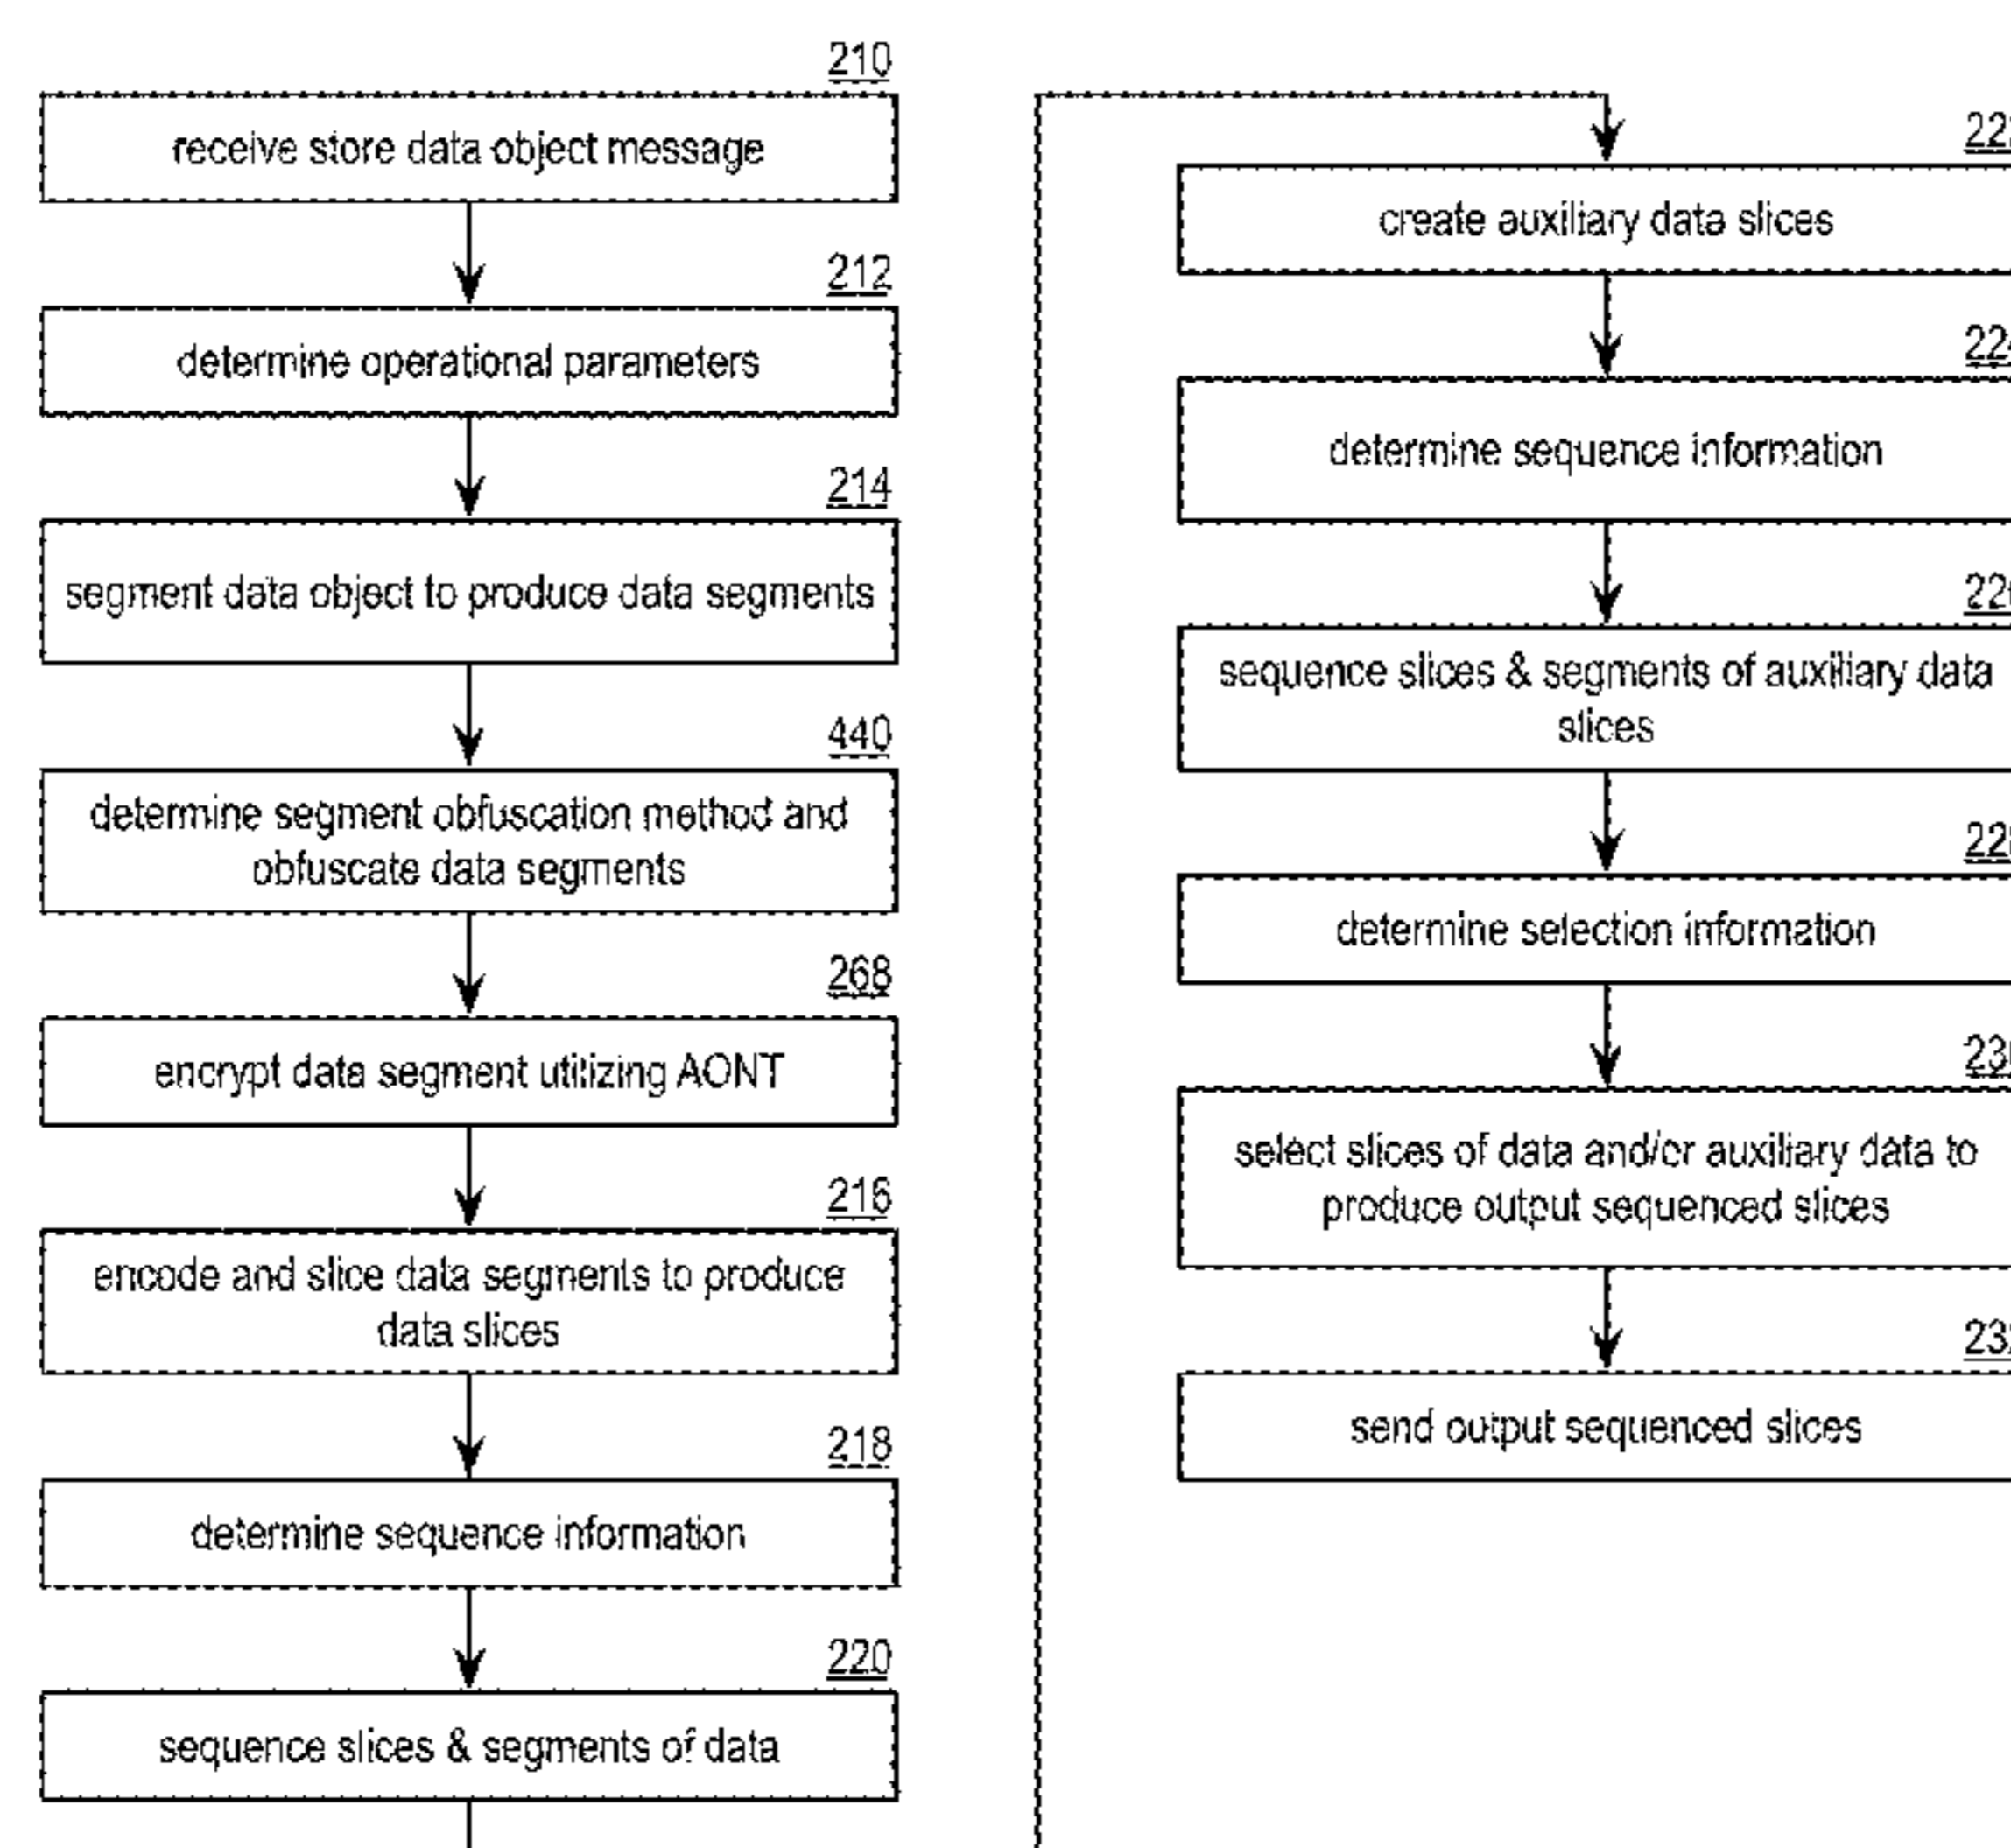 210
receive store data object message
212
determine operational parameters
214
segment data object to produce data segments
440
determine segment obfuscation method and
obfuscate data segments
268
encrypt data segment utilizing AONT
216
encode and slice data segments to produce
data slices
218
determine sequence information
220
sequence slices & segments of data
create auxiliary data slices
determine sequence information
sequence slices & segments of auxiliary data
slices
determine selection information
select slices of data and/or auxiliary data to
produce output sequenced slices
send output sequenced slices